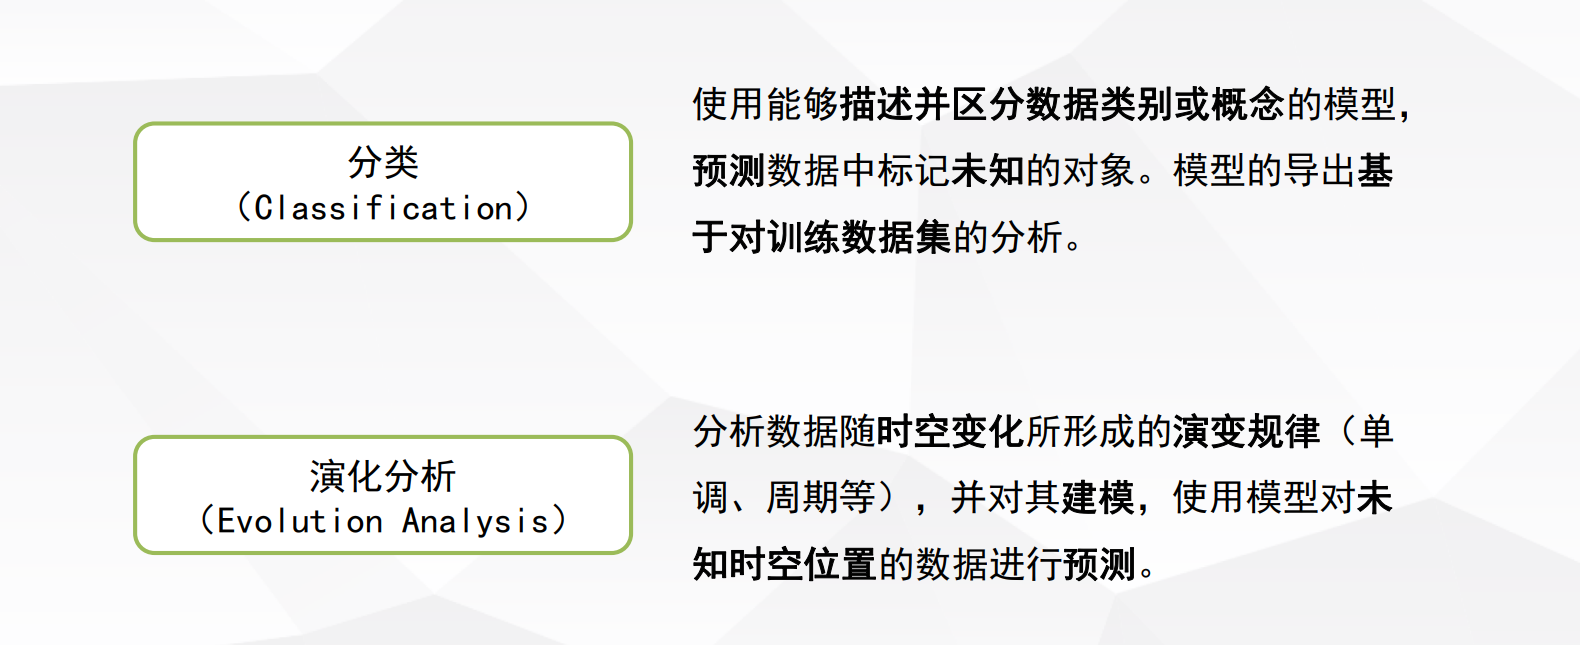 分类
（Classification）
使用能够描述并区分数据类别或概念的模型，
预测数据中标记未知的对象。模型的导出基
于对训练数据集的分析。
演化分析
（Evolution Analysis）
分析数据随时空变化所形成的演变规律（单
调、周期等），并对其建模，使用模型对未
知时空位置的数据进行预测。